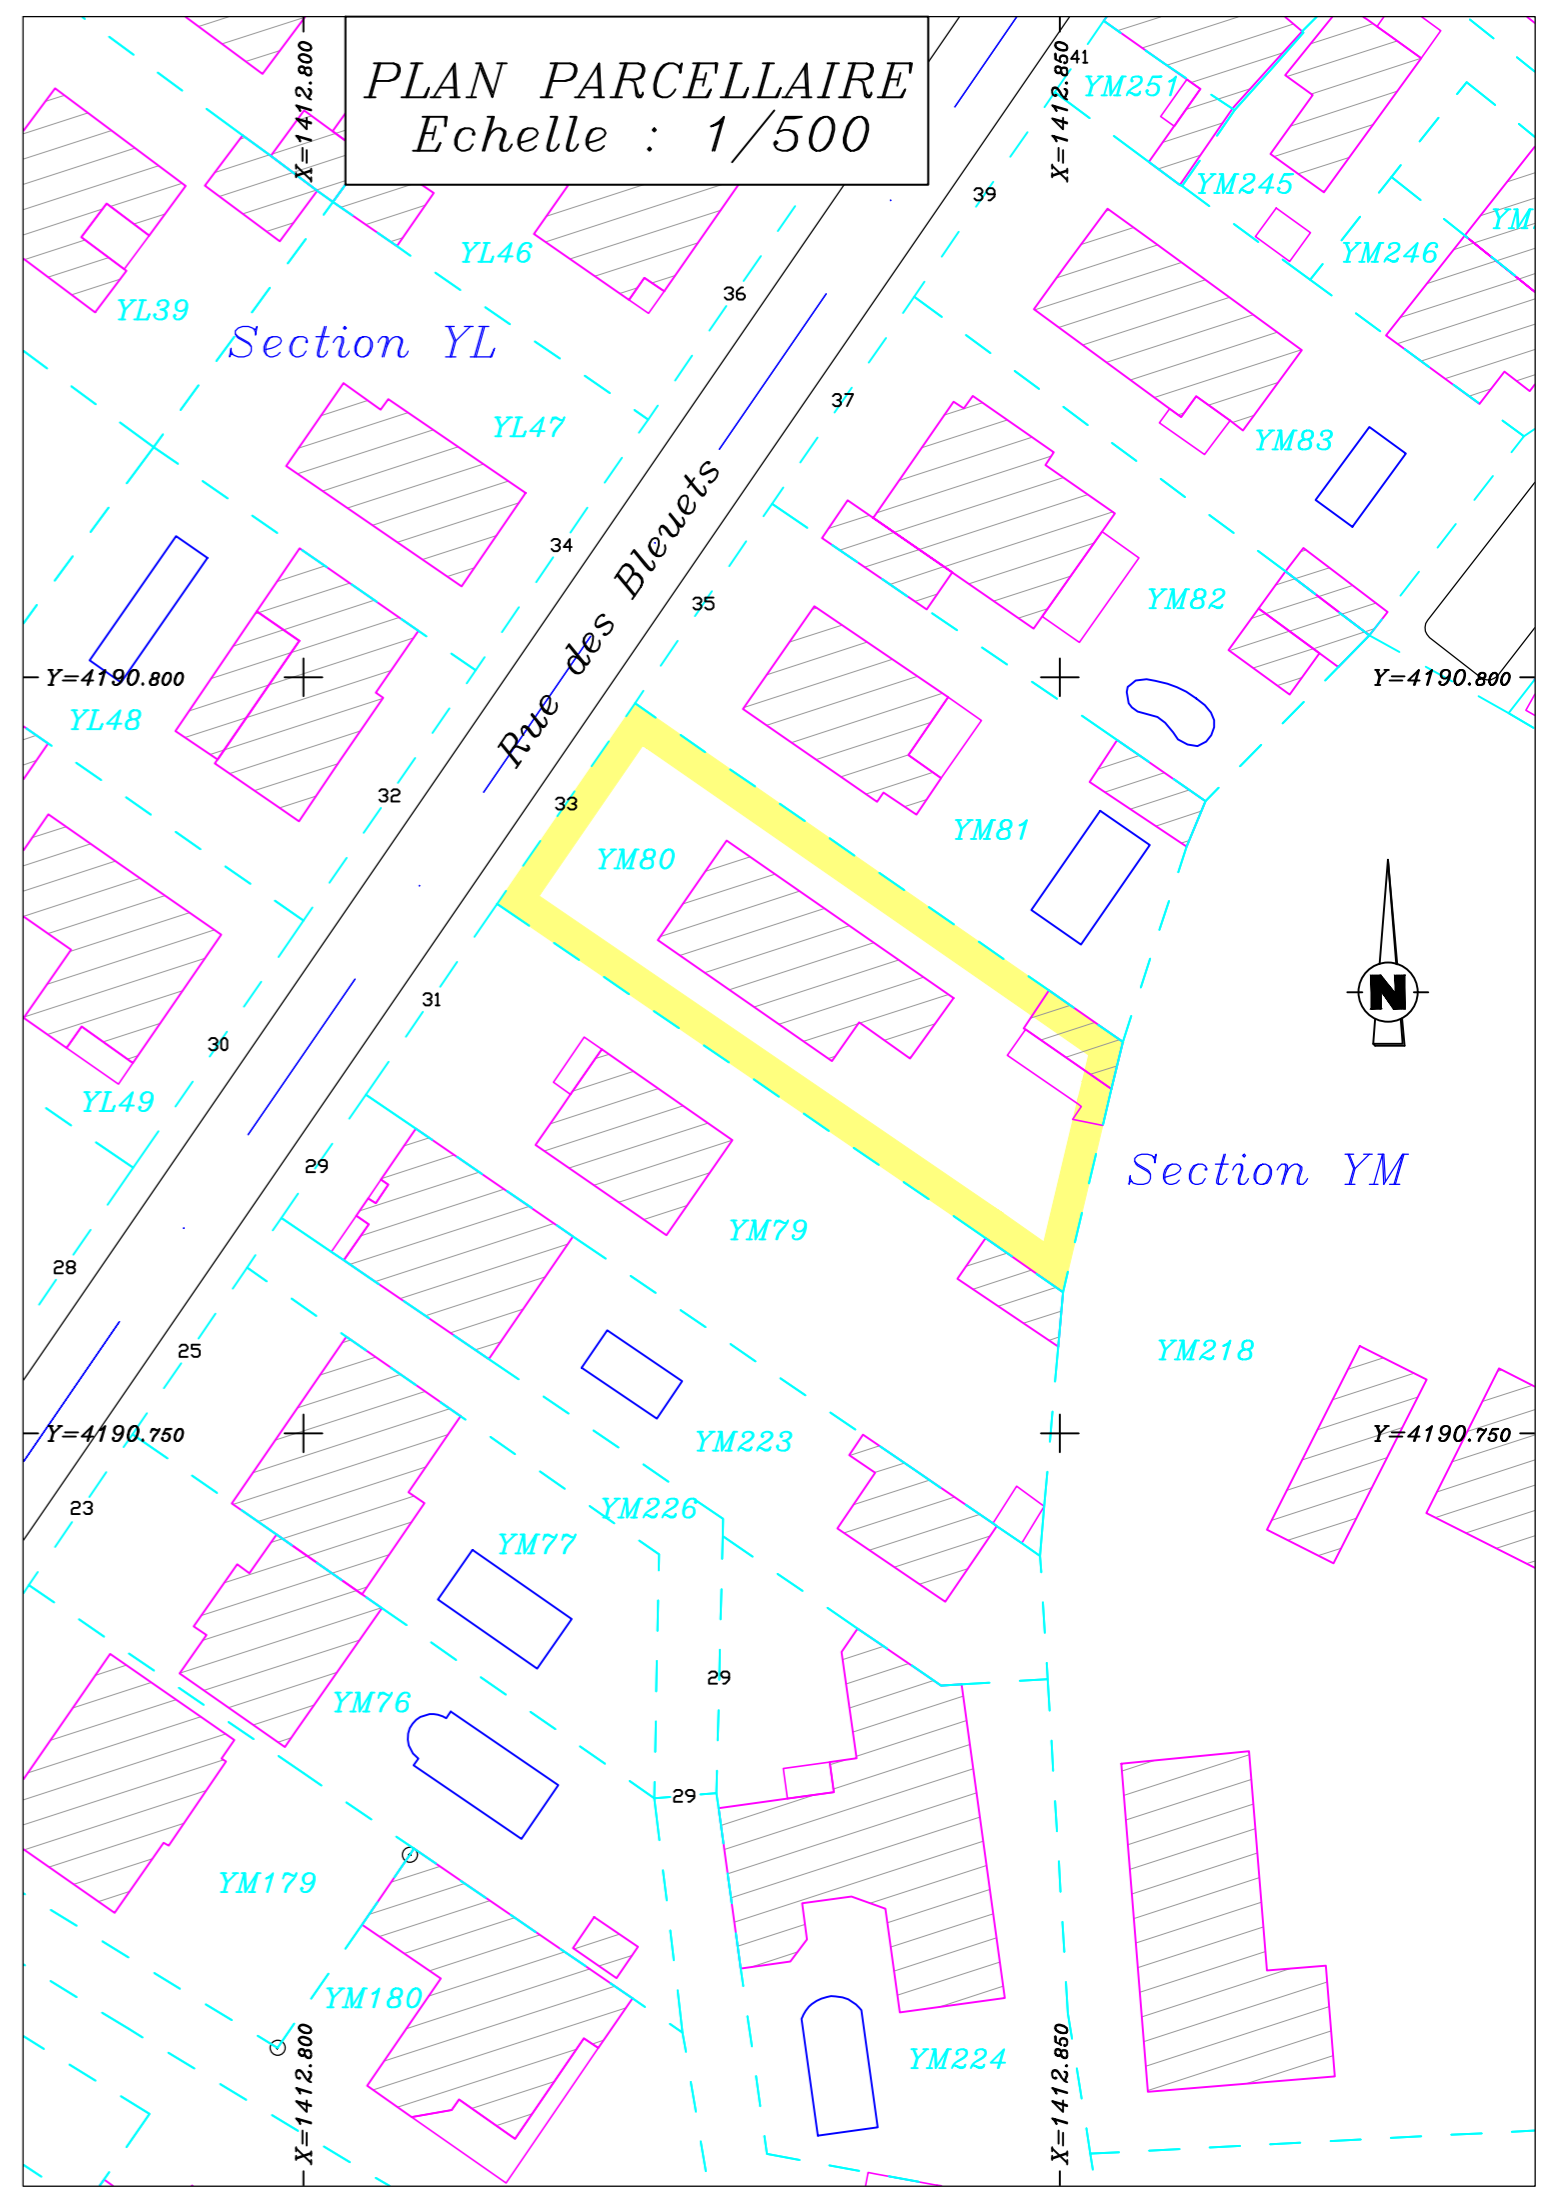 X=1412.800
PLAN PARCELLAIRE
Echelle : 1/500
X=1412.850
41
YM251
YM245
39
YM246
YL46
YL39
36
Section YL
37
YL47
YM83
34
Rue des Bleuets
35
YM82
Y=4190.800
Y=4190.800
YL48
32
33
YM81
YM80
N
31
30
YL49
29
Section YM
YM79
28
25
YM218
Y=4190.750
YM223
Y=4190.750
23
YM226
YM77
29
YM76
29
YM179
YM180
X=1412.800
YM224
X=1412.850